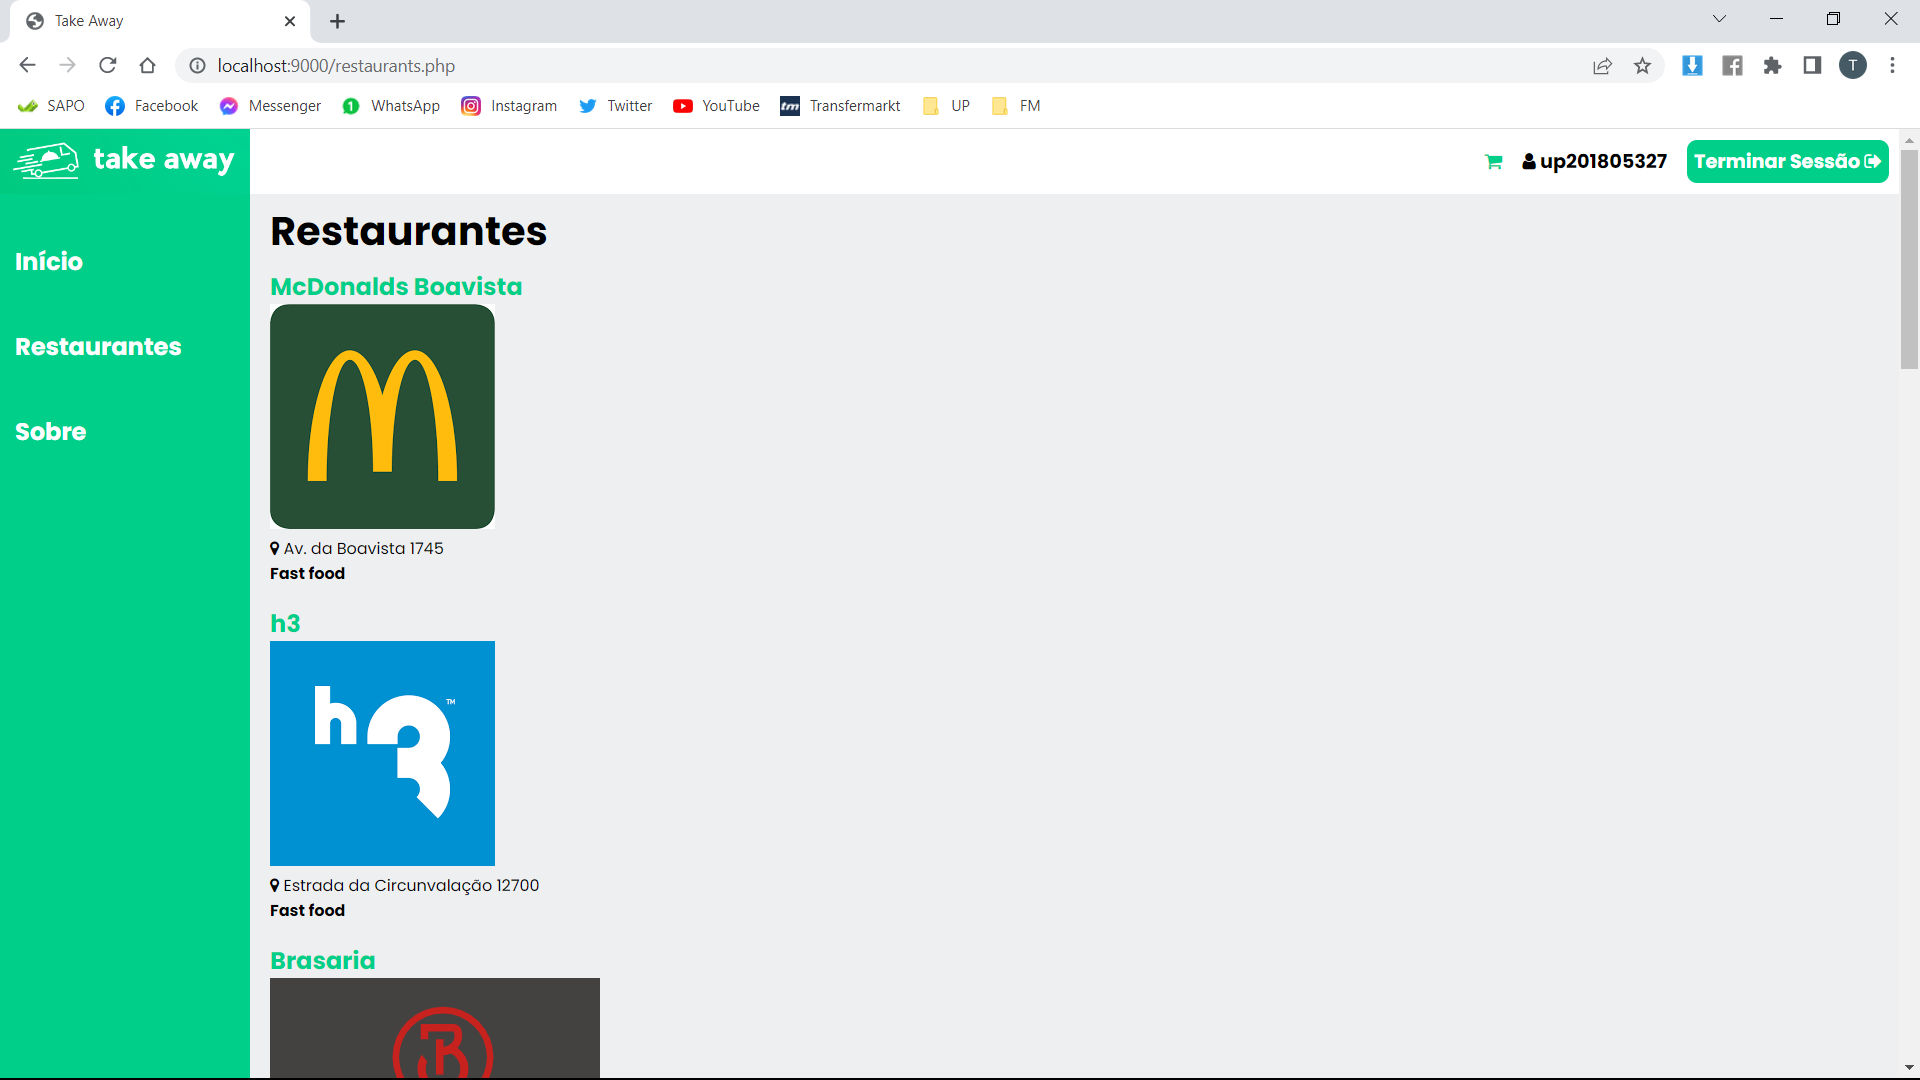 Take Away
localhost:9000/restaurants.php
T
SAPO Facebook Messenger WhatsApp Instagram Twitter YouTube tm Transfermarkt UP FM
take away
up201805327 Terminar Sessão
Início
Restaurantes
Sobre
Restaurantes
McDonalds Boavista
Av. da Boavista 1745
Fast food
h3
h3™
Estrada da Circunvalação 12700
Fast food
Brasaria